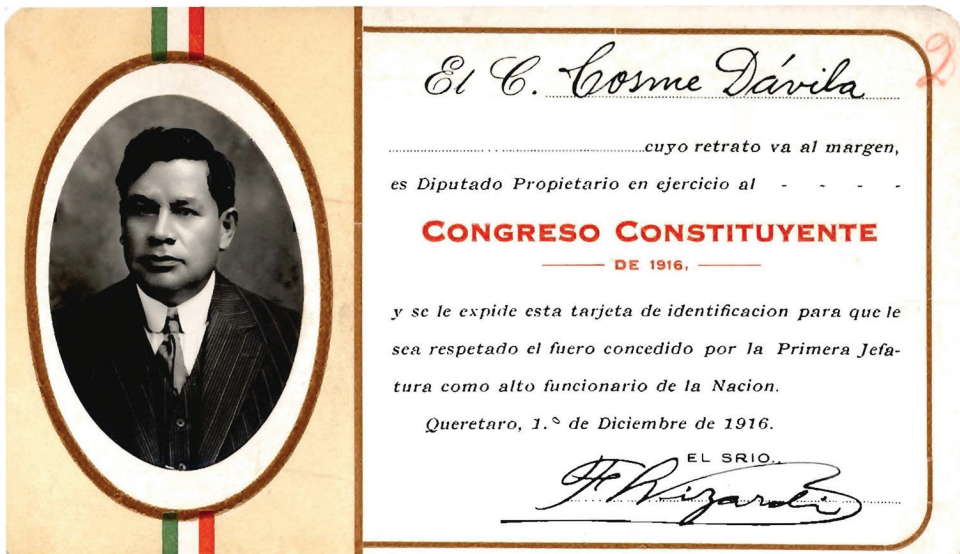 2
El C. Cosme Dávila
cuyo retrato va al margen,
es Diputado Propietario en ejercicio al - - - -
CONGRESO CONSTITUYENTE
DE 1916,
y se le expide esta tarjeta de identificacion para que le
sea respetado el fuero concedido por la Primera Jefa-
tura como alto funcionario de la Nacion.
Queretaro, 1.º de Diciembre de 1916.
EL SRIO.,
F Lizardi